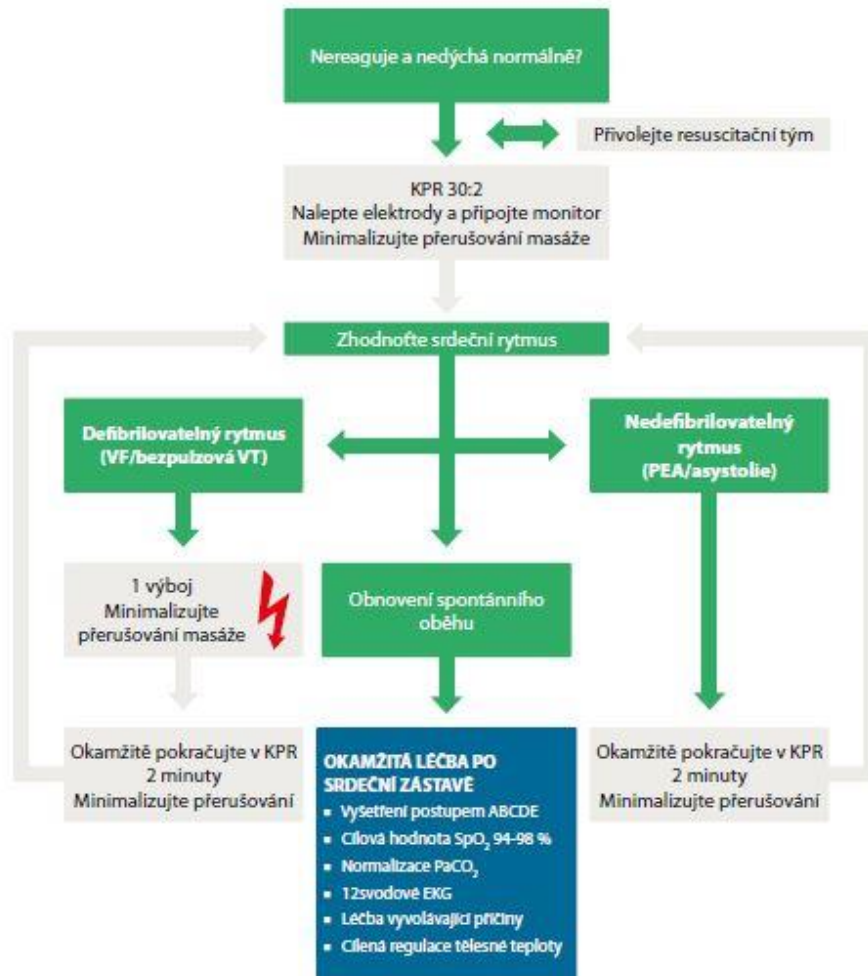 Nereaguje a nedýchá normálně?
Přivolejte resuscitační tým
KPR 30:2
Nalepte elektrody a připojte monitor
Minimalizujte přerušování masáže
Zhodnoťte srdeční rytmus
Defibrilovatelný rytmus
(VF/bezpulzová VT)
Nedefibrilovatelný
rytmus
(PEA/asystolie)
1 výboj
Minimalizujte
přerušování masáže
Obnovení spontánního
oběhu
Okamžitě pokračujte v KPR
2 minuty
Minimalizujte přerušování
OKAMŽITÁ LÉČBA PO
SRDEČNÍ ZÁSTAVĚ
▪ Vyšetření postupem ABCDE
▪ Cílová hodnota SpO₂ 94-98 %
▪ Normalizace PaCO₂
▪ 12svodové EKG
▪ Léčba vyvolávající příčiny
▪ Cílená regulace tělesné teploty
Okamžitě pokračujte v KPR
2 minuty
Minimalizujte přerušování